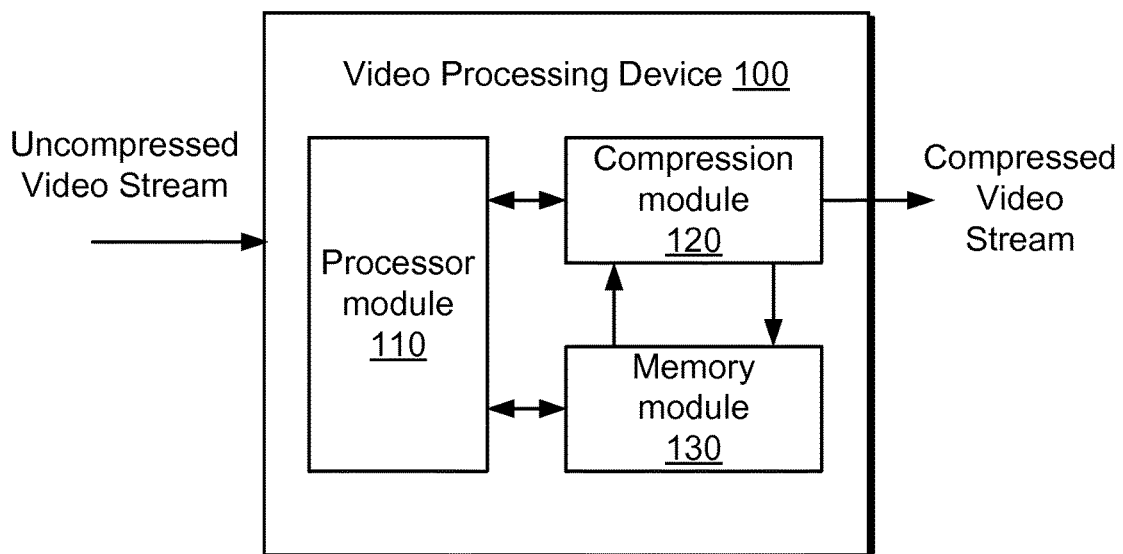 Video Processing Device 100
Uncompressed
Video Stream
Processor
module
110
Compression
module
120
Memory
module
130
Compressed
Video
Stream